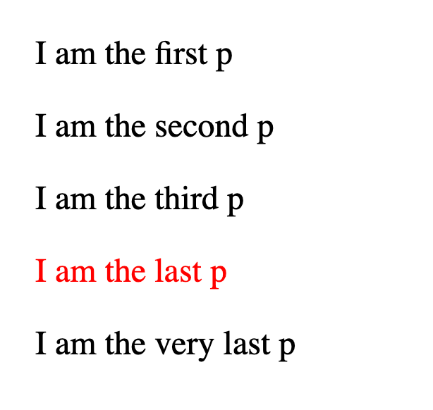 I am the first p
I am the second p
I am the third p
I am the last p
I am the very last p